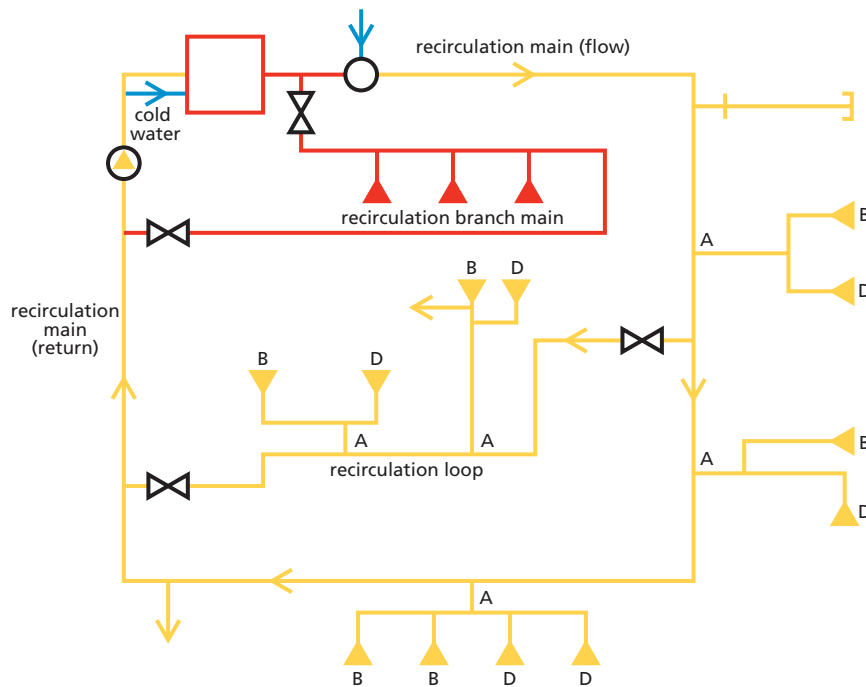 recirculation main (flow)
cold
water
recirculation branch main
B
A
D
B
D
recirculation
main
(return)
B
D
A
A
recirculation loop
B
A
D
A
B
B
D
D